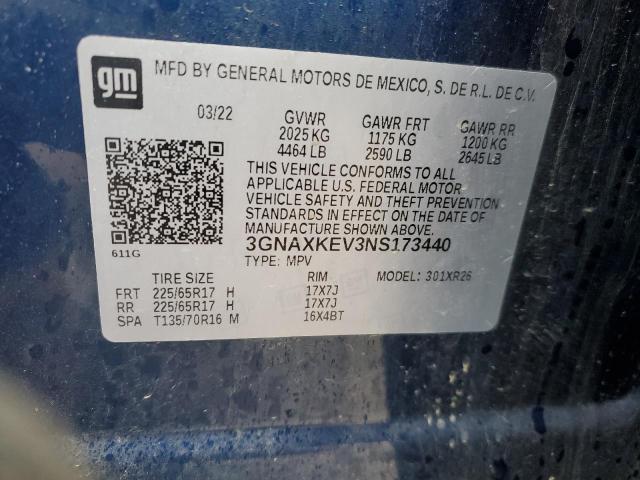 gm
MFD BY GENERAL MOTORS DE MEXICO, S. DE R.L. DE C.V.
03/22 GVWR GAWR FRT GAWR RR
2025 KG 1175 KG 1200 KG
4464 LB 2590 LB 2645 LB
THIS VEHICLE CONFORMS TO ALL
APPLICABLE U.S. FEDERAL MOTOR
VEHICLE SAFETY AND THEFT PREVENTION
STANDARDS IN EFFECT ON THE DATE OF
MANUFACTURE SHOWN ABOVE.
3GNAXKEV3NS173440
611G TYPE: MPV
TIRE SIZE RIM MODEL: 301XR26
FRT 225/65R17 H 17X7J
RR 225/65R17 H 17X7J
SPA T135/70R16 M 16X4BT